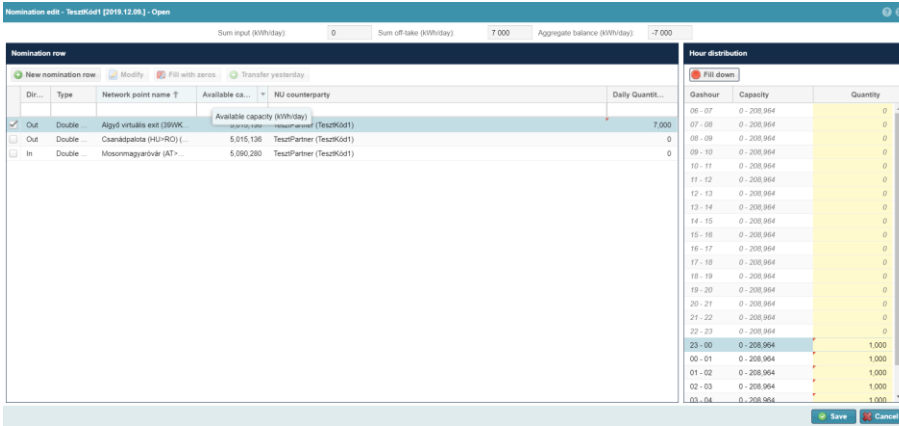 Nomination edit - TesztKód1 [2019.12.09.] - Open
Sum input (kWh/day): 0 Sum off-take (kWh/day): 7 000 Aggregate balance (kWh/day): -7 000
Nomination row
New nomination row Modify Fill with zeros Transfer yesterday
Dir... Type Network point name ↑ Available ca... NU counterparty Daily Quantit...
Available capacity (kWh/day)
Out Double ... Algyő virtuális exit (39WK... 5,015,136 TesztPartner (TesztKód1) 7,000
Out Double ... Csanádpalota (HU>RO) (... 5,015,136 TesztPartner (TesztKód1) 0
In Double ... Mosonmagyaróvár (AT>... 5,090,280 TesztPartner (TesztKód1) 0
Hour distribution
Fill down
Gashour Capacity Quantity
06 - 07 0 - 208,964 0
07 - 08 0 - 208,964 0
08 - 09 0 - 208,964 0
09 - 10 0 - 208,964 0
10 - 11 0 - 208,964 0
11 - 12 0 - 208,964 0
12 - 13 0 - 208,964 0
13 - 14 0 - 208,964 0
14 - 15 0 - 208,964 0
15 - 16 0 - 208,964 0
16 - 17 0 - 208,964 0
17 - 18 0 - 208,964 0
18 - 19 0 - 208,964 0
19 - 20 0 - 208,964 0
20 - 21 0 - 208,964 0
21 - 22 0 - 208,964 0
22 - 23 0 - 208,964 0
23 - 00 0 - 208,964 1,000
00 - 01 0 - 208,964 1,000
01 - 02 0 - 208,964 1,000
02 - 03 0 - 208,964 1,000
03 - 04 0 - 208,964 1,000
Save Cancel